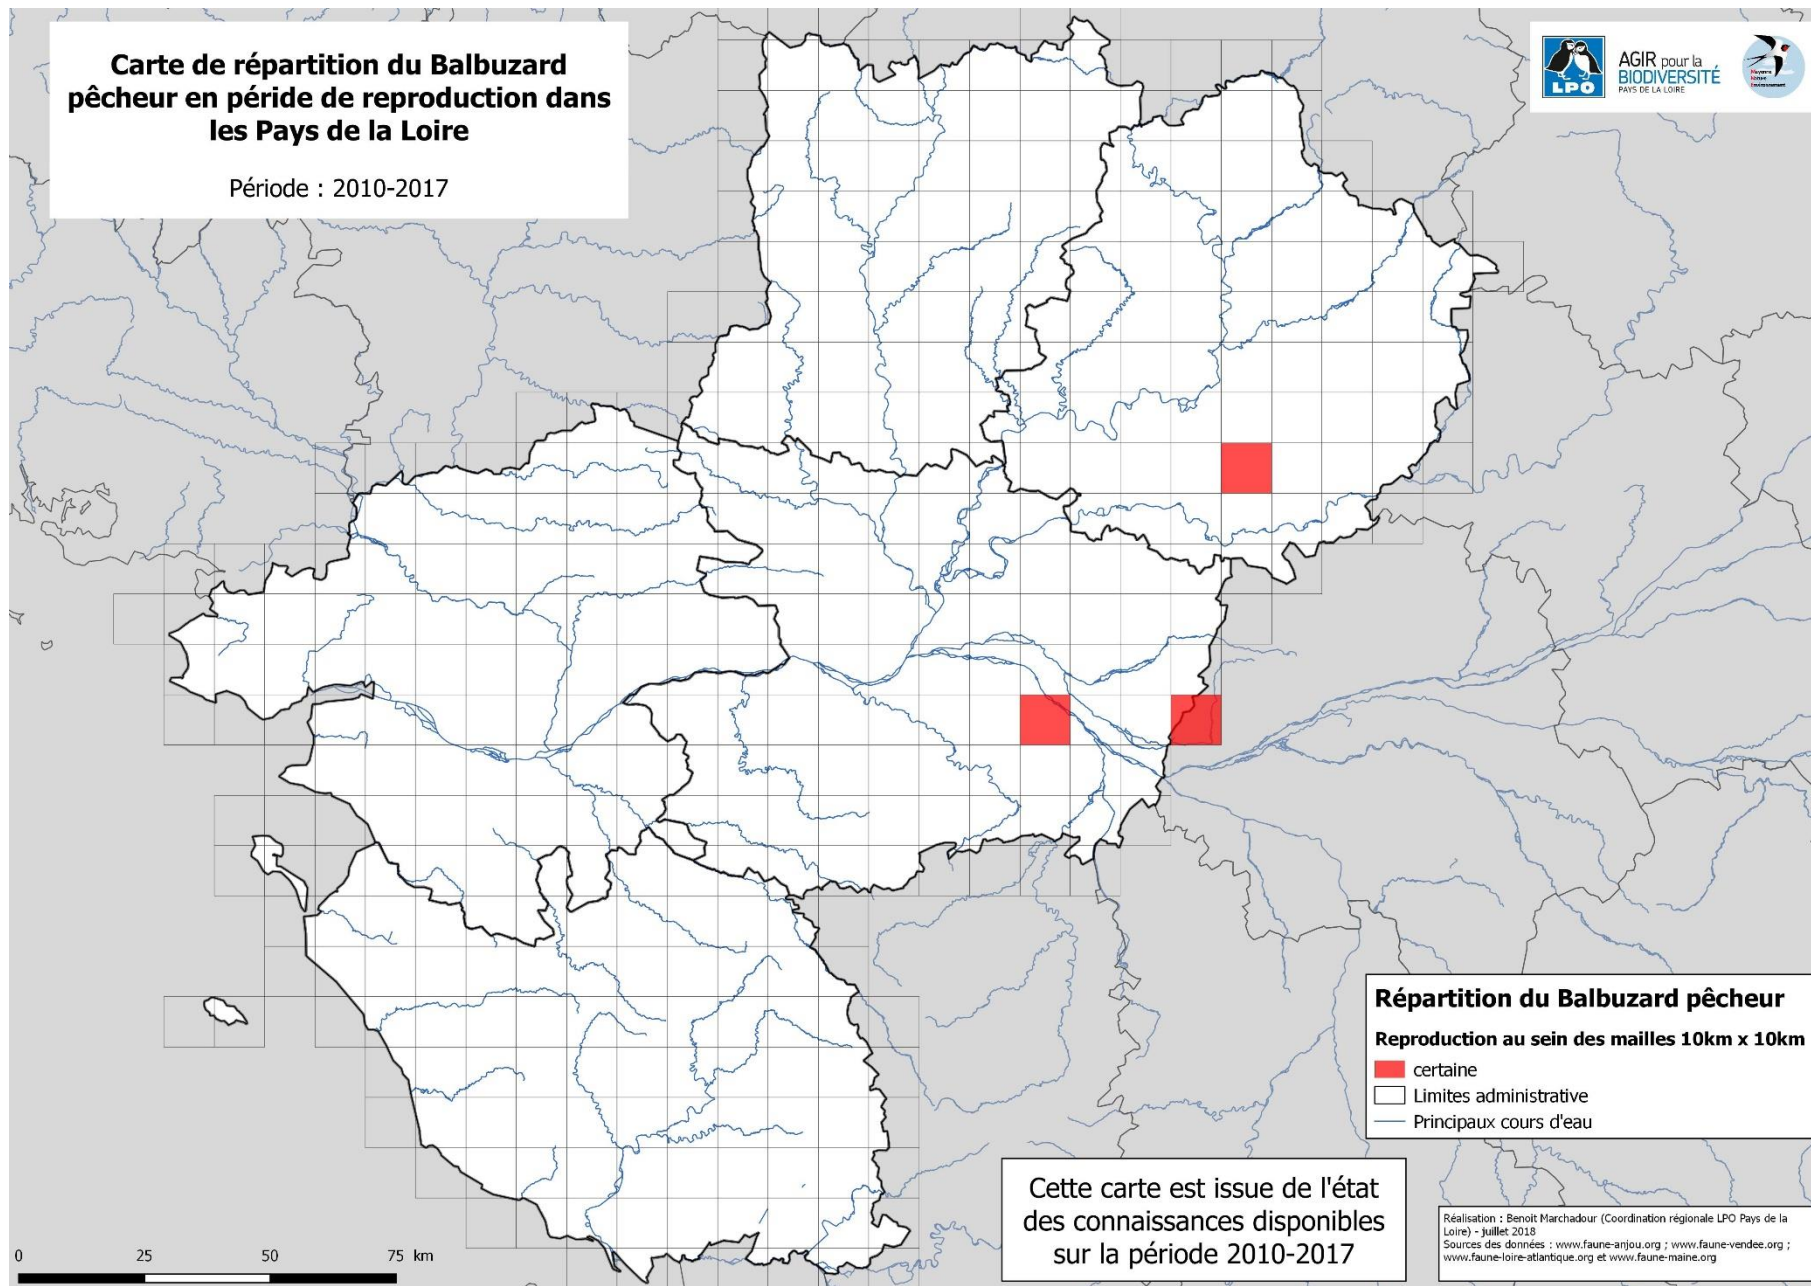 Carte de répartition du Balbuzard
pêcheur en péride de reproduction dans
les Pays de la Loire
Période : 2010-2017
LPO
AGIR pour la
BIODIVERSITÉ
PAYS DE LA LOIRE
Mayenne
Nature
Environnement
Répartition du Balbuzard pêcheur
Reproduction au sein des mailles 10km x 10km
certaine
Limites administrative
Principaux cours d'eau
Cette carte est issue de l'état
des connaissances disponibles
sur la période 2010-2017
Réalisation : Benoit Marchadour (Coordination régionale LPO Pays de la
Loire) - juillet 2018
Sources des données : www.faune-anjou.org ; www.faune-vendee.org ;
www.faune-loire-atlantique.org et www.faune-maine.org
0 25 50 75 km